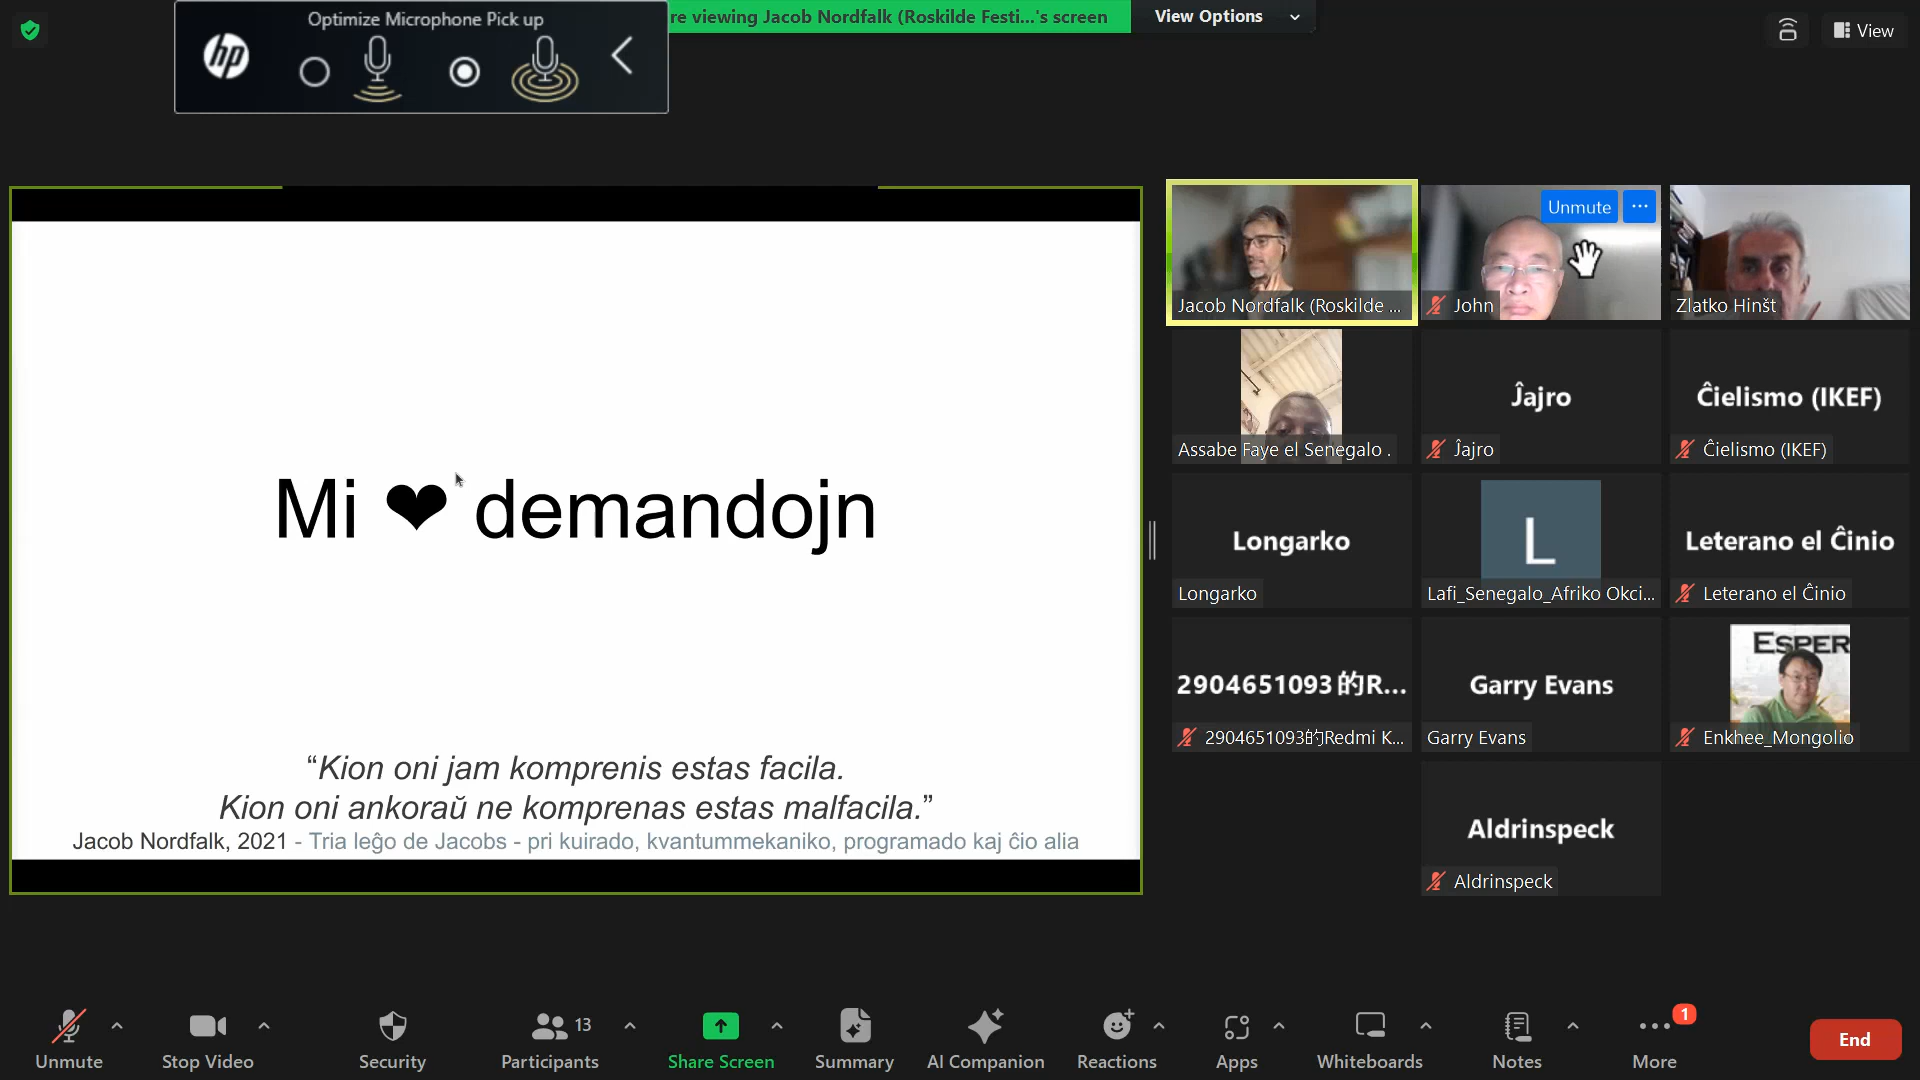 Optimize Microphone Pick up
hp
re viewing Jacob Nordfalk (Roskilde Festi...'s screen
View Options
View
Mi ❤ demandojn
“Kion oni jam komprenis estas facila.
Kion oni ankoraŭ ne komprenas estas malfacila.”
Jacob Nordfalk, 2021 - Tria leĝo de Jacobs - pri kuirado, kvantummekaniko, programado kaj ĉio alia
Jacob Nordfalk (Roskilde ...
Unmute
...
John
Zlatko Hinšt
Assabe Faye el Senegalo .
Ĵajro
Ĵajro
Ĉielismo (IKEF)
Ĉielismo (IKEF)
Longarko
Longarko
L
Lafi_Senegalo_Afriko Okci...
Leterano el Ĉinio
Leterano el Ĉinio
2904651093的R...
2904651093的Redmi K...
Garry Evans
Garry Evans
ESPER
Enkhee_Mongolio
Aldrinspeck
Aldrinspeck
Unmute
Stop Video
Security
13
Participants
Share Screen
Summary
AI Companion
Reactions
Apps
Whiteboards
Notes
1
More
End